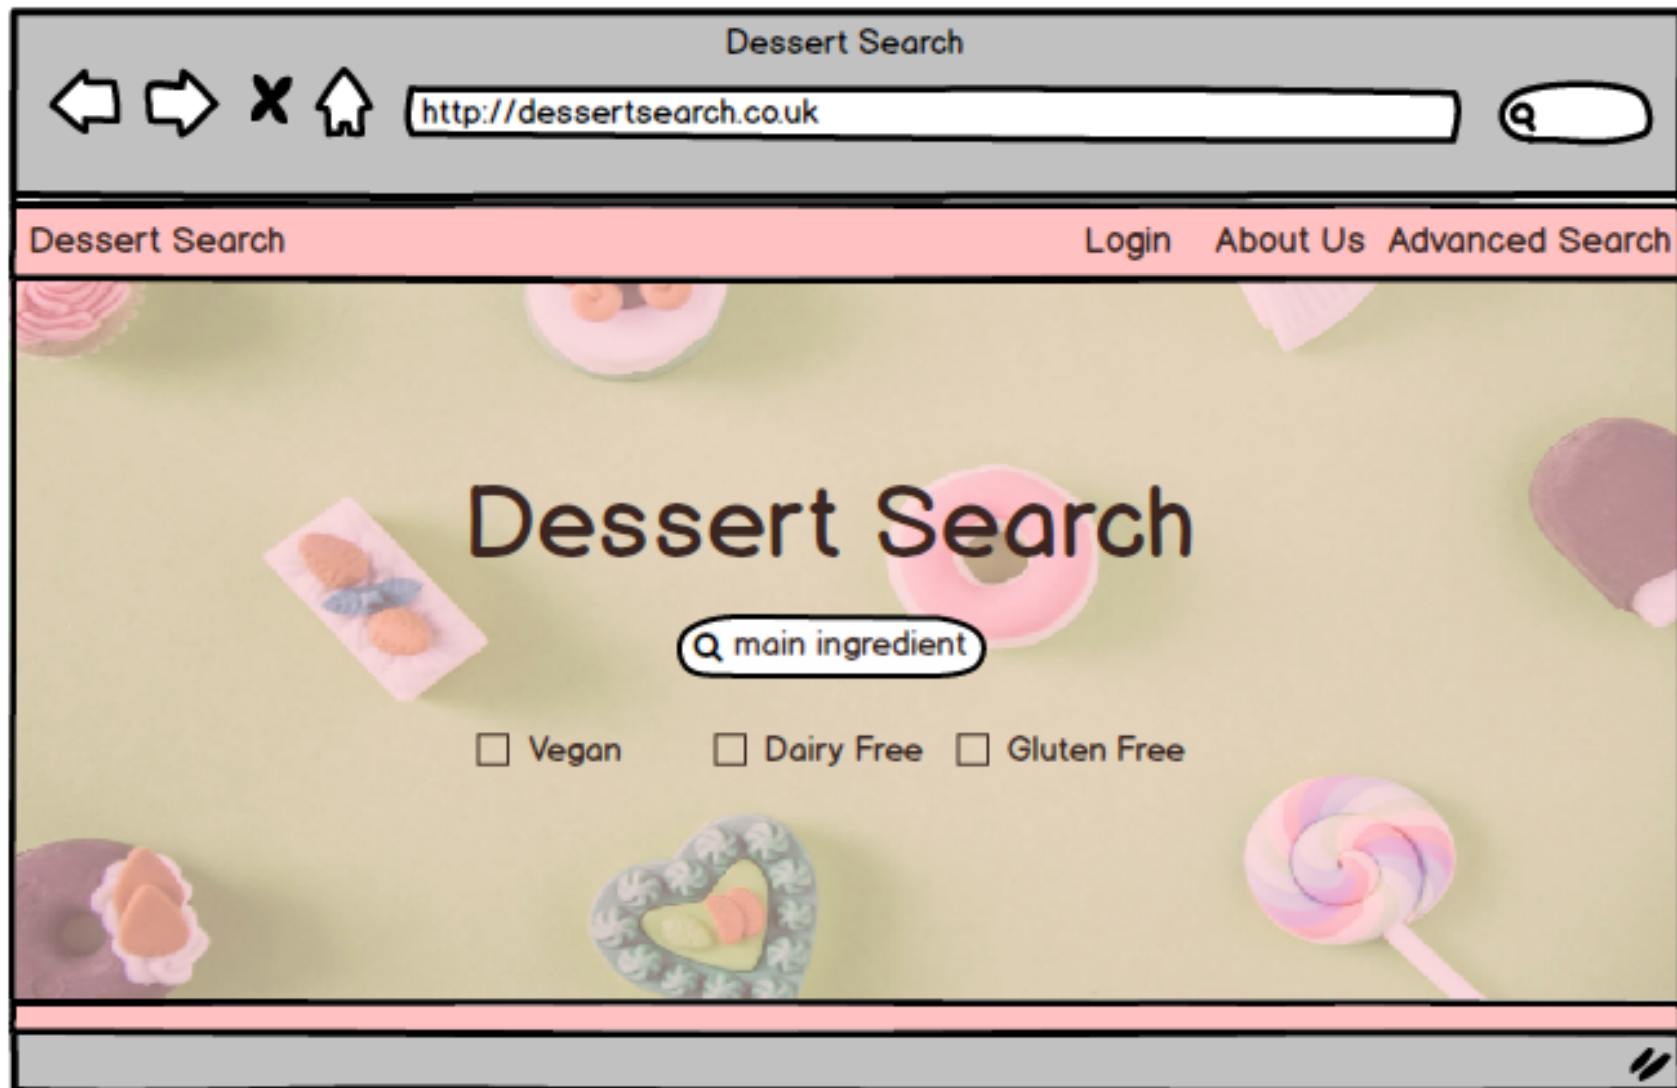 Dessert Search
http://dessertsearch.co.uk
Dessert Search
Login
About Us
Advanced Search
Dessert Search
main ingredient
Vegan
Dairy Free
Gluten Free